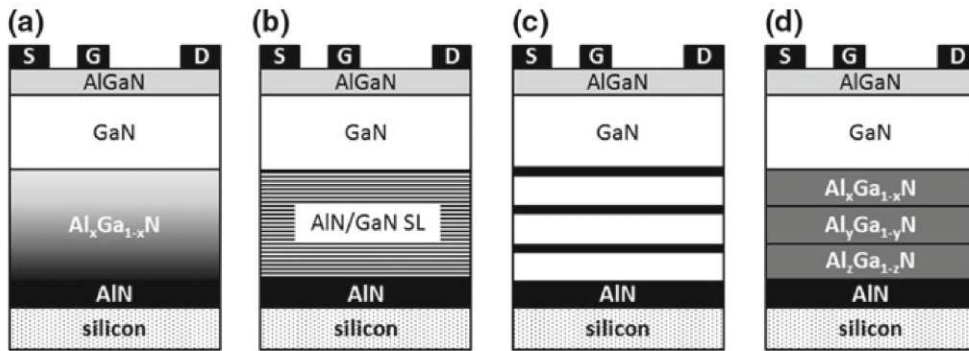 (a) (b) (c) (d)
S G D S G D S G D S G D
AlGaN AlGaN AlGaN AlGaN
GaN GaN GaN GaN
AlₓGa₁₋ₓN AlN/GaN SL AlₓGa₁₋ₓN
AlyGa₁₋yN
AlzGa₁₋zN
AlN AlN AlN AlN
silicon silicon silicon silicon